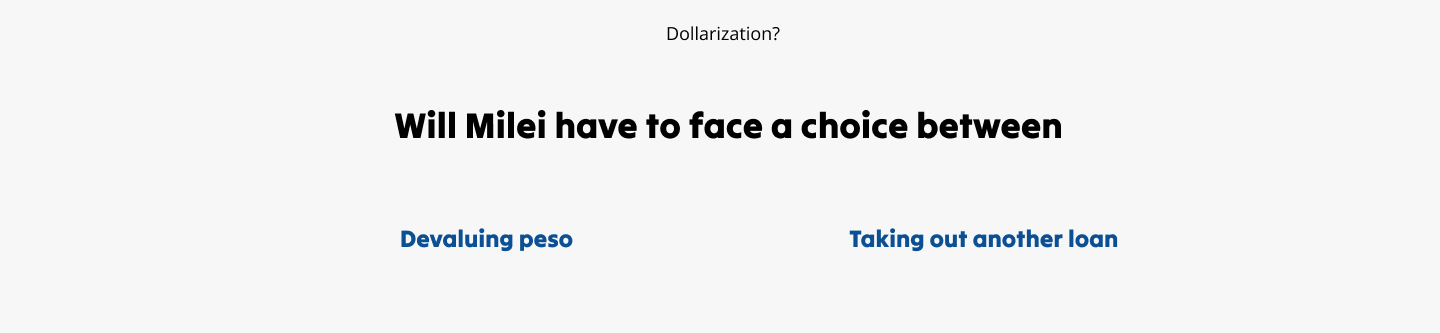 Dollarization?
Will Milei have to face a choice between
Devaluing peso
Taking out another loan